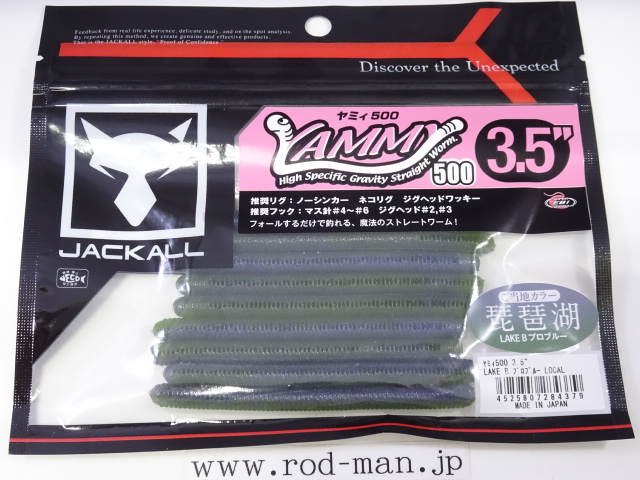 Feedback from real life experience, delicate studies, and on the spot analysis.
By repeating this method, we create genuine and effective products.
That is the JACKALL style, "Proof of Confidence."
Discover the Unexpected
ヤミィ500
YAMMY
500
3.5"
High Specific Gravity Straight Worm.
推奨リグ：ノーシンカー ネコリグ ジグヘッドワッキー
推奨フック：マス針#4〜#6 ジグヘッド#2,#3
フォールするだけで釣れる、魔法のストレートワーム！
JACKALL
ECO
ご当地カラー
琵琶湖
LAKE B プロブルー
ヤミィ500 3.5"
LAKE B プロブルー LOCAL
4525807284379
MADE IN JAPAN
www.rod-man.jp